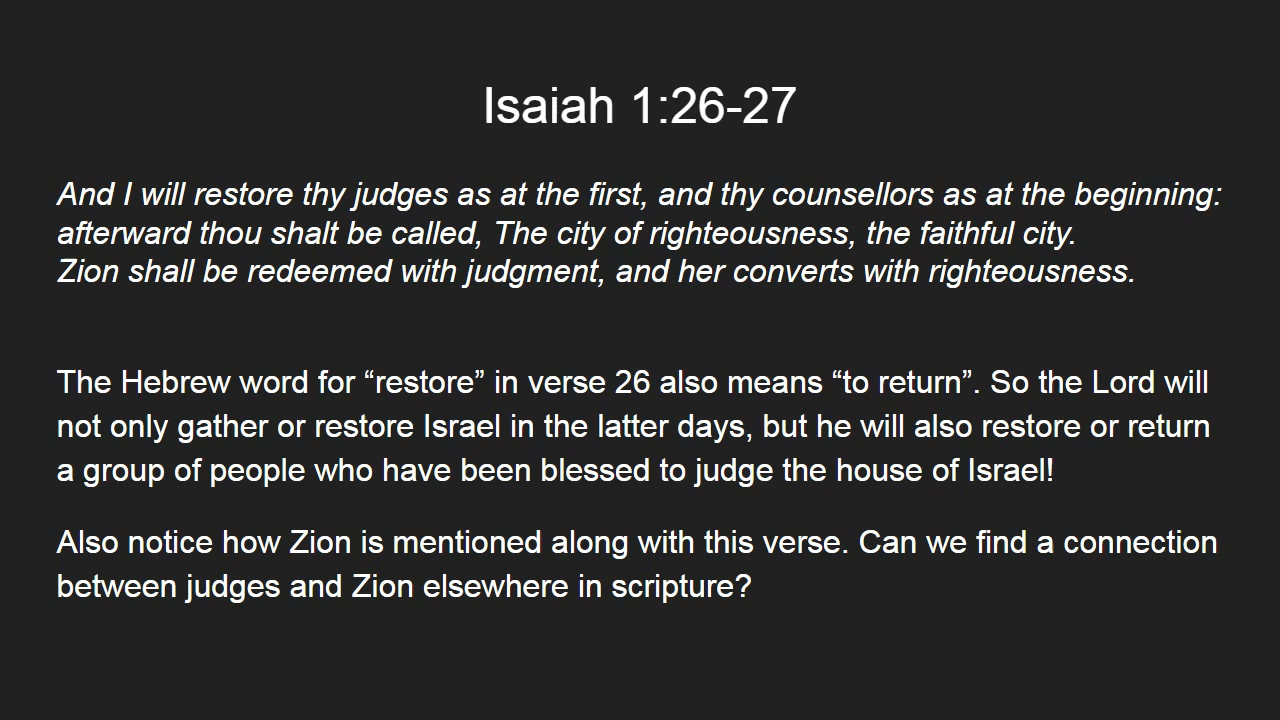 Isaiah 1:26-27
And I will restore thy judges as at the first, and thy counsellors as at the beginning:
afterward thou shalt be called, The city of righteousness, the faithful city.
Zion shall be redeemed with judgment, and her converts with righteousness.
The Hebrew word for “restore” in verse 26 also means “to return”. So the Lord will
not only gather or restore Israel in the latter days, but he will also restore or return
a group of people who have been blessed to judge the house of Israel!
Also notice how Zion is mentioned along with this verse. Can we find a connection
between judges and Zion elsewhere in scripture?